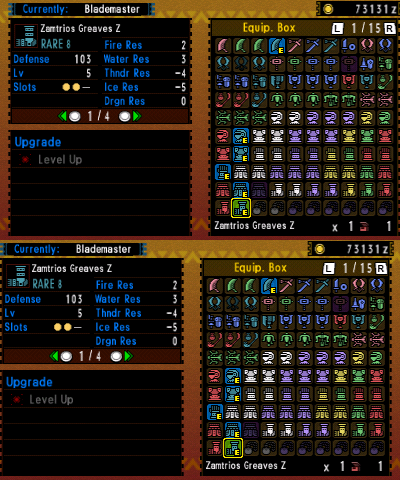 Currently: Blademaster
73131z
Zamtrios Greaves Z
RARE 8
Fire Res 2
Defense 103
Water Res 3
Lv 5
Thndr Res -4
Slots
Ice Res -5
Drgn Res 0
1/4
Upgrade
Level Up
Equip. Box
L 1/15 R
E
E
E
E
E
E
Zamtrios Greaves Z x 1 1
Currently: Blademaster
73131z
Zamtrios Greaves Z
RARE 8
Fire Res 2
Defense 103
Water Res 3
Lv 5
Thndr Res -4
Slots
Ice Res -5
Drgn Res 0
1/4
Upgrade
Level Up
Equip. Box
L 1/15 R
E
E
E
E
E
E
Zamtrios Greaves Z x 1 1